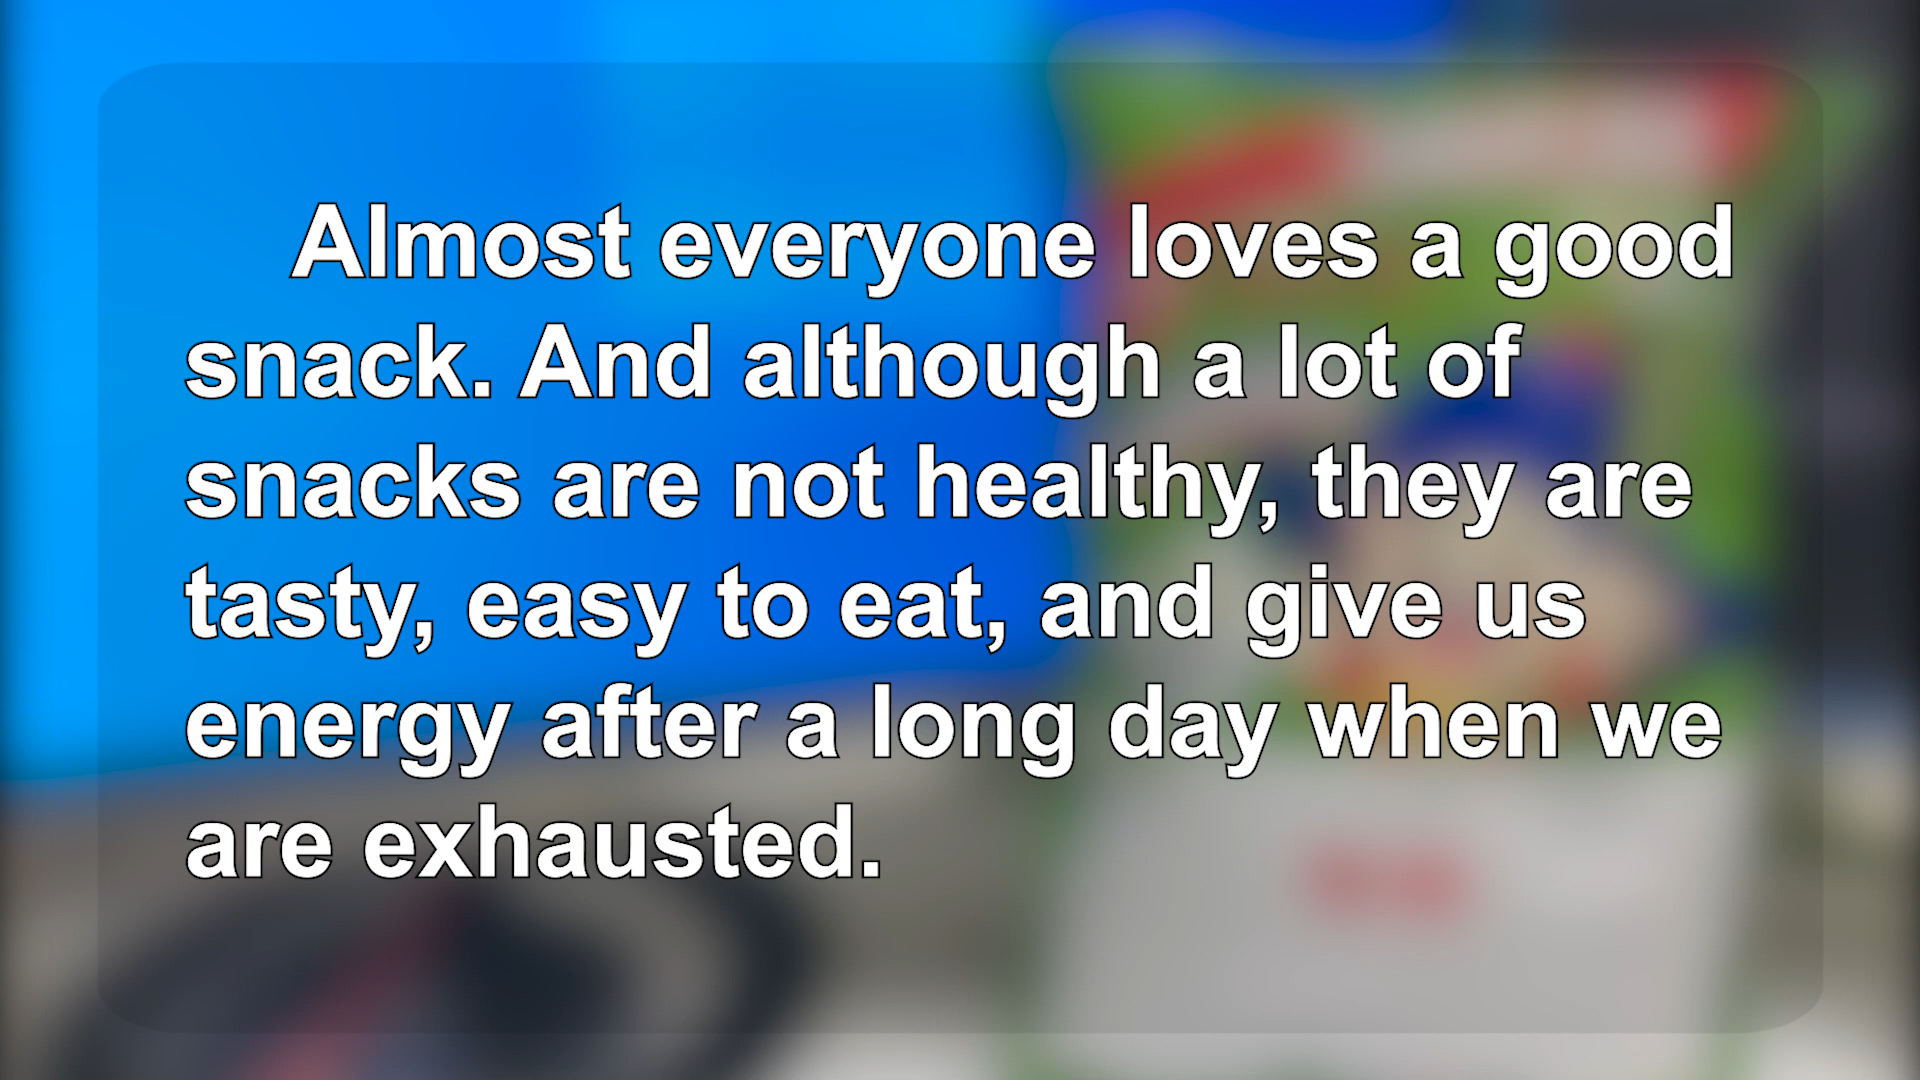 Almost everyone loves a good
snack. And although a lot of
snacks are not healthy, they are
tasty, easy to eat, and give us
energy after a long day when we
are exhausted.